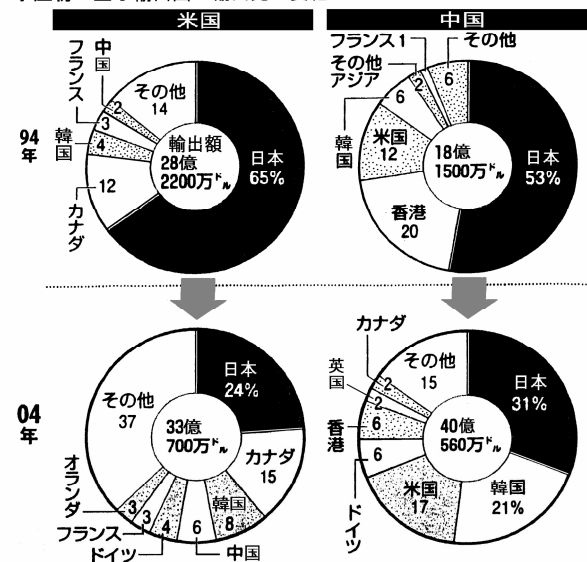 米国
中国
94年
日本
65%
カナダ
12
韓国
4
フランス
3
中国
2
その他
14
輸出額
28億
2200万ドル
日本
53%
香港
20
米国
12
韓国
6
その他アジア
2
フランス1
その他
6
18億
1500万ドル
04年
日本
24%
カナダ
15
韓国
8
中国
6
ドイツ
4
フランス
3
オランダ
3
その他
37
33億
700万ドル
日本
31%
韓国
21%
米国
17
ドイツ
6
香港
6
英国
2
カナダ
2
その他
15
40億
560万ドル